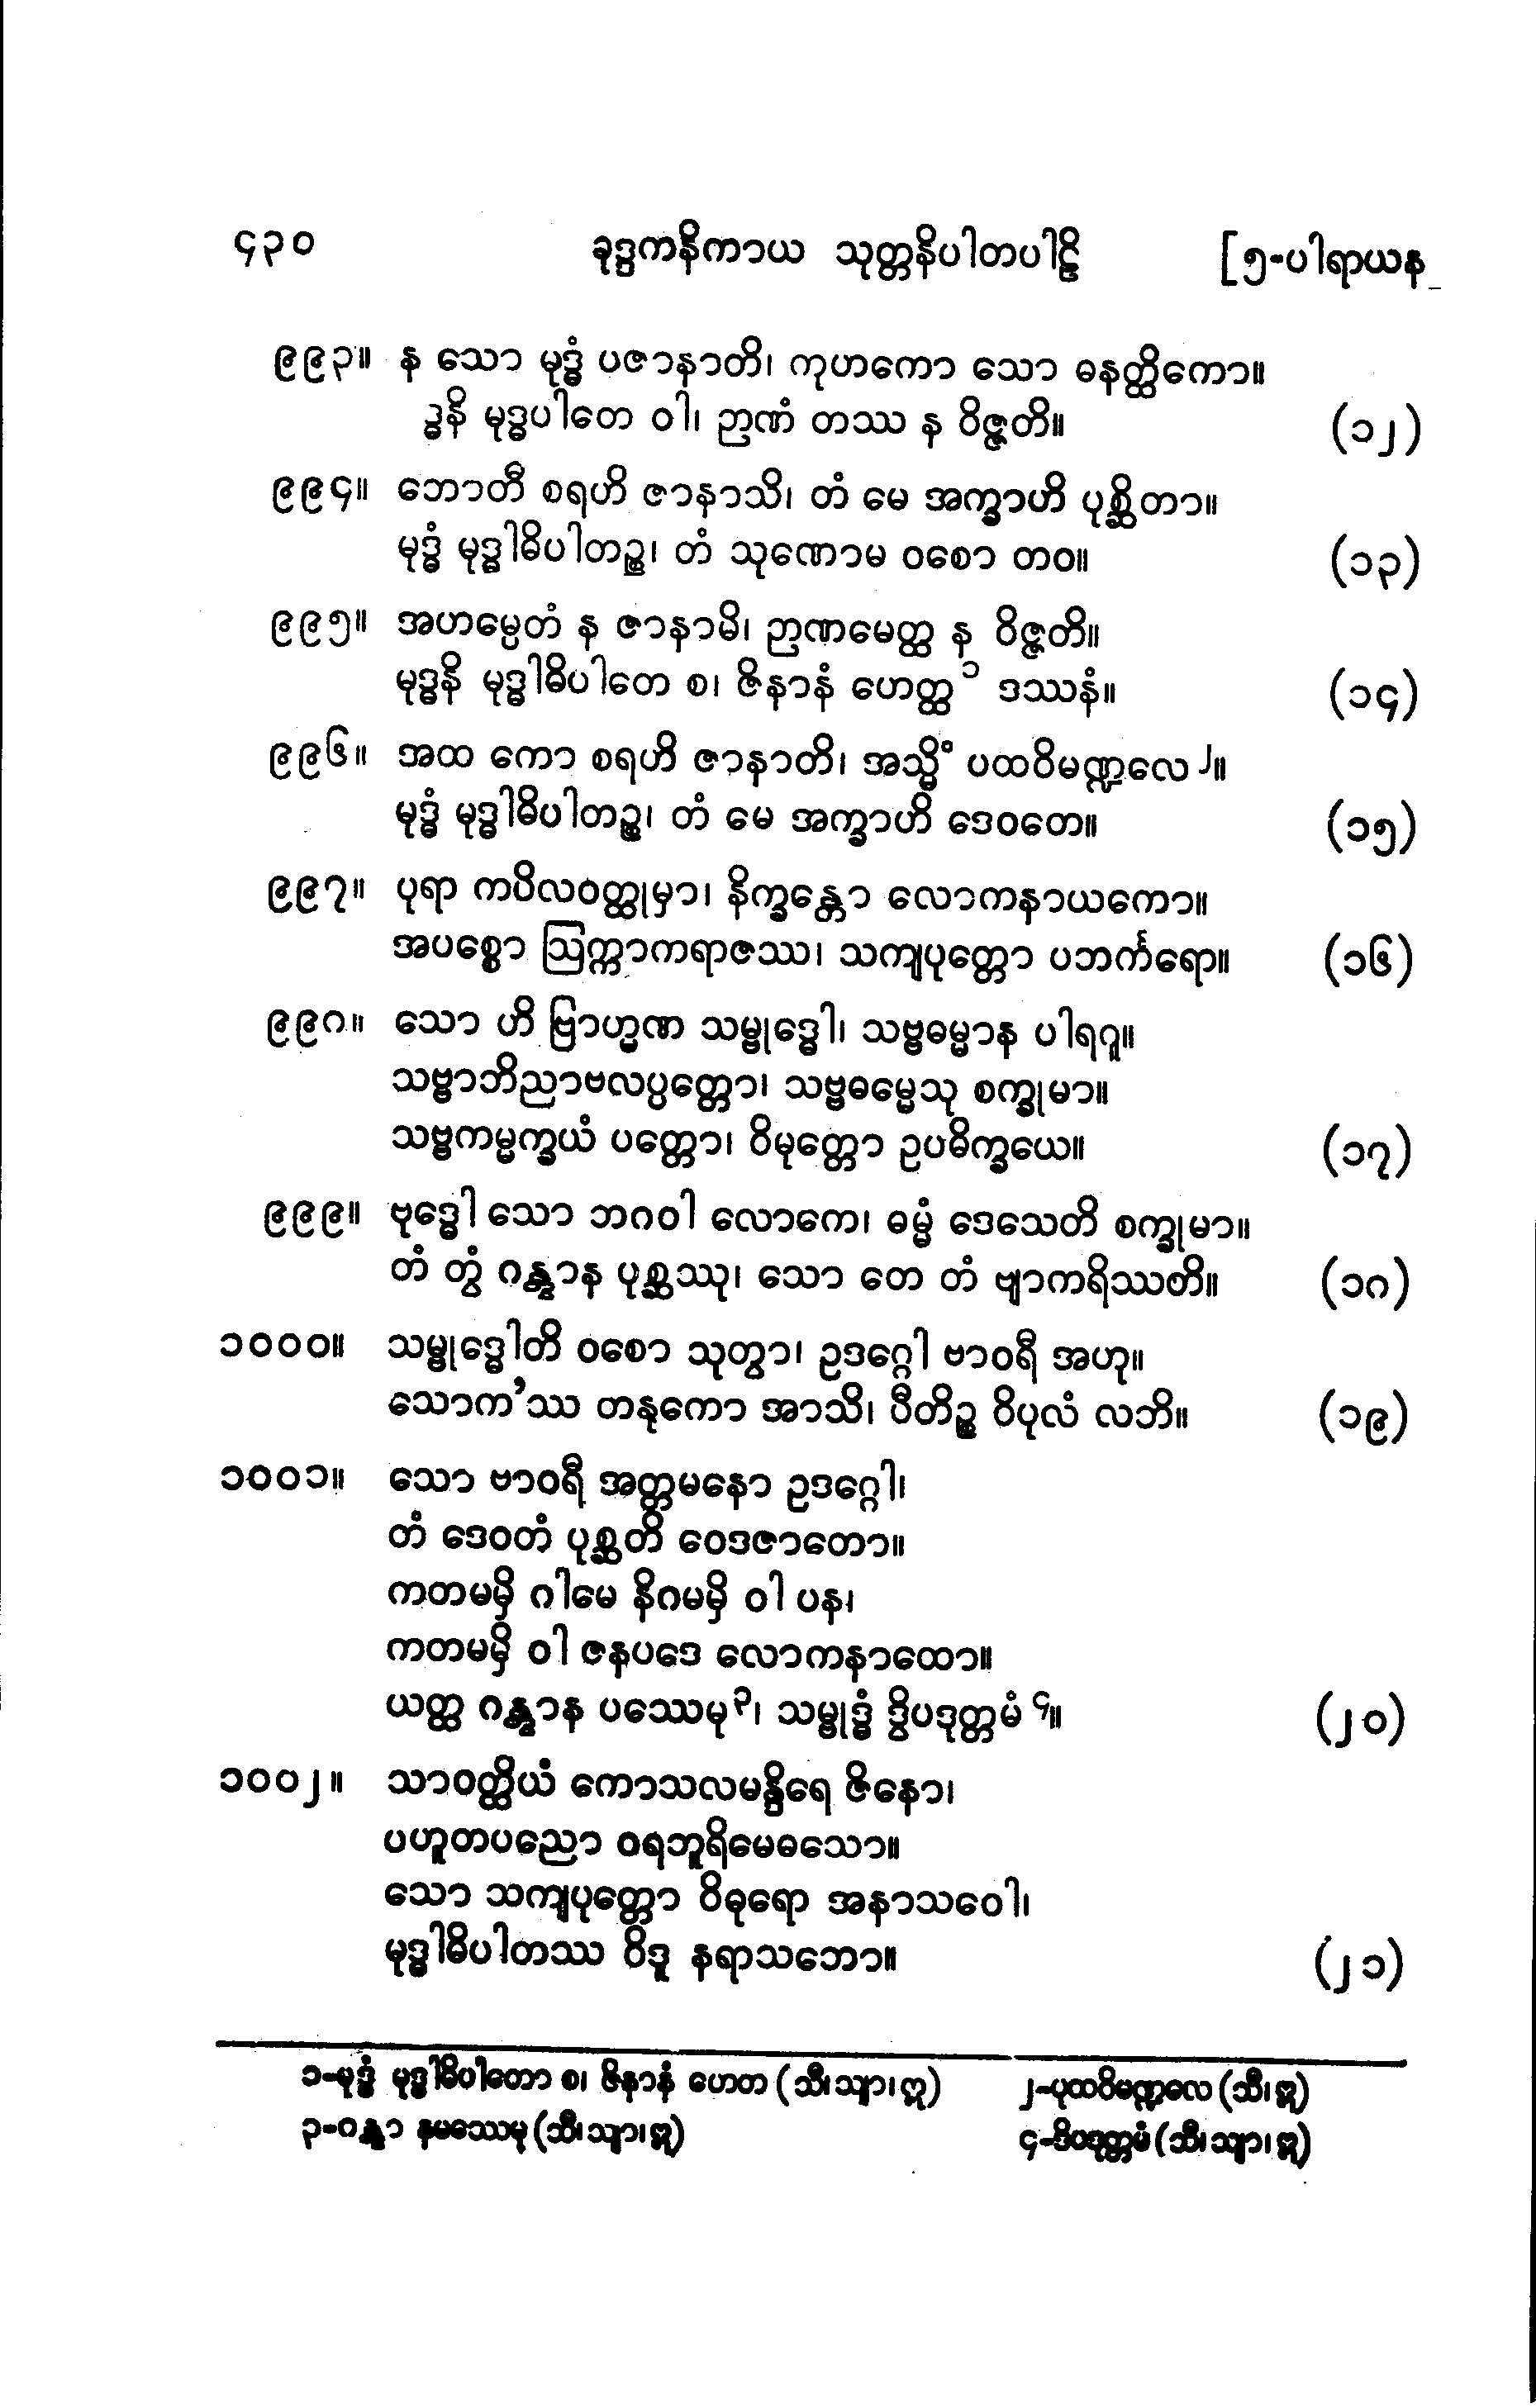 ၄၃၀ ခုဒ္ဒကနိကာယ သုတ္တနိပါတပါဠိ [၅-ပါရာယန_
၉၉၃။ န သော မုဒ္ဓံ ပဇာနာတိ၊ ကုဟကော သော ဓနတ္ထိကော။
ဒ္ဓနိ မုဒ္ဓပါတေ ဝါ၊ ဉာဏံ တဿ န ဝိဇ္ဇတိ။ (၁၂)
၉၉၄။ ဘောတီ စရဟိ ဇာနာသိ၊ တံ မေ အက္ခာဟိ ပုစ္ဆိတာ။
မုဒ္ဓံ မုဒ္ဓါဓိပါတဉ္စ၊ တံ သုဏောမ ဝစော တဝ။ (၁၃)
၉၉၅။ အဟမ္ပေတံ န ဇာနာမိ၊ ဉာဏမေတ္ထ န ဝိဇ္ဇတိ။
မုဒ္ဓနိ မုဒ္ဓါဓိပါတေ စ၊ ဇိနာနံ ဟေတ္ထ ၁ ဒဿနံ။ (၁၄)
၉၉၆။ အထ ကော စရဟိ ဇာနာတိ၊ အသ္မိံ ပထဝိမဏ္ဍလေ ၂။
မုဒ္ဓံ မုဒ္ဓါဓိပါတဉ္စ၊ တံ မေ အက္ခာဟိ ဒေဝတေ။ (၁၅)
၉၉၇။ ပုရာ ကပိလဝတ္ထုမှာ၊ နိက္ခန္တော လောကနာယကော။
အပစ္စော ဩက္ကာကရာဇဿ၊ သကျပုတ္တော ပဘင်္ကရော။ (၁၆)
၉၉၈။ သော ဟိ ဗြာဟ္မဏ သမ္ဗုဒ္ဓေါ၊ သဗ္ဗဓမ္မာန ပါရဂူ။
သဗ္ဗာဘိညာဗလပ္ပတ္တော၊ သဗ္ဗဓမ္မေသု စက္ခုမာ။
သဗ္ဗကမ္မက္ခယံ ပတ္တော၊ ဝိမုတ္တော ဥပဓိက္ခယေ။ (၁၇)
၉၉၉။ ဗုဒ္ဓေါ သော ဘဂဝါ လောကေ၊ ဓမ္မံ ဒေသေတိ စက္ခုမာ။
တံ တွံ ဂန္တွာန ပုစ္ဆဿု၊ သော တေ တံ ဗျာကရိဿတိ။ (၁၈)
၁၀၀၀။ သမ္ဗုဒ္ဓေါတိ ဝစော သုတွာ၊ ဥဒဂ္ဂေါ ဗာဝရီ အဟု။
သောက’ဿ တနုကော အာသိ၊ ပီတိဉ္စ ဝိပုလံ လဘိ။ (၁၉)
၁၀၀၁။ သော ဗာဝရီ အတ္တမနော ဥဒဂ္ဂေါ၊
တံ ဒေဝတံ ပုစ္ဆတိ ဝေဒဇာတော။
ကတမမှိ ဂါမေ နိဂမမှိ ဝါ ပန၊
ကတမမှိ ဝါ ဇနပဒေ လောကနာထော။
ယတ္ထ ဂန္တွာန ပဿေမု ၃၊ သမ္ဗုဒ္ဓံ ဒွိပဒုတ္တမံ ၄။ (၂၀)
၁၀၀၂။ သာဝတ္ထိယံ ကောသလမန္ဒိရေ ဇိနော၊
ပဟူတပညော ဝရဘူရိမေဓသော။
သော သကျပုတ္တော ဝိဓုရော အနာသဝေါ၊
မုဒ္ဓါဓိပါတဿ ဝိဒူ နရာသဘော။ (၂၁)
၁-မုဒ္ဓံ မုဒ္ဓါဓိပါတော စ၊ ဇိနာနံ ဟေတ (သီ၊သျာ၊ဣ) ၂-ပုထဝိမဏ္ဍလေ (သီ၊ဣ)
၃-ဂန္တွာ နမဿေမု (သီ၊သျာ၊ဣ) ၄-ဒိပဒုတ္တမံ (သီ၊သျာ၊ဣ)